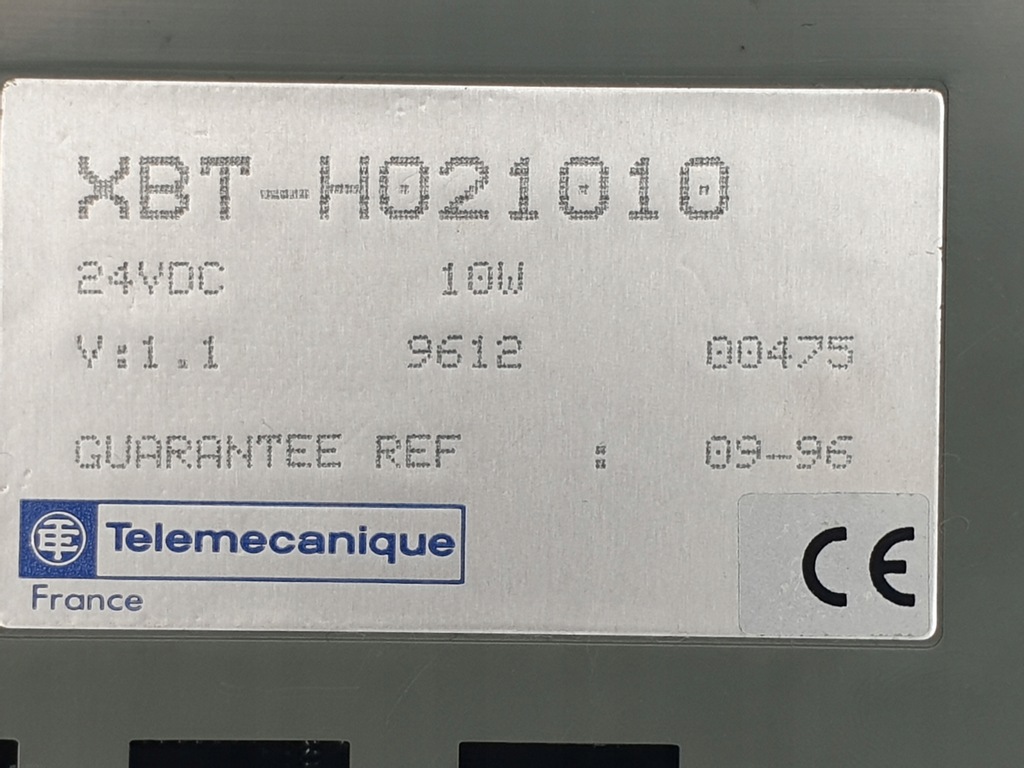 XBT-H021010
24VDC 10W
V:1.1 9612 00475
GUARANTEE REF : 09-96
Telemecanique
France
CE